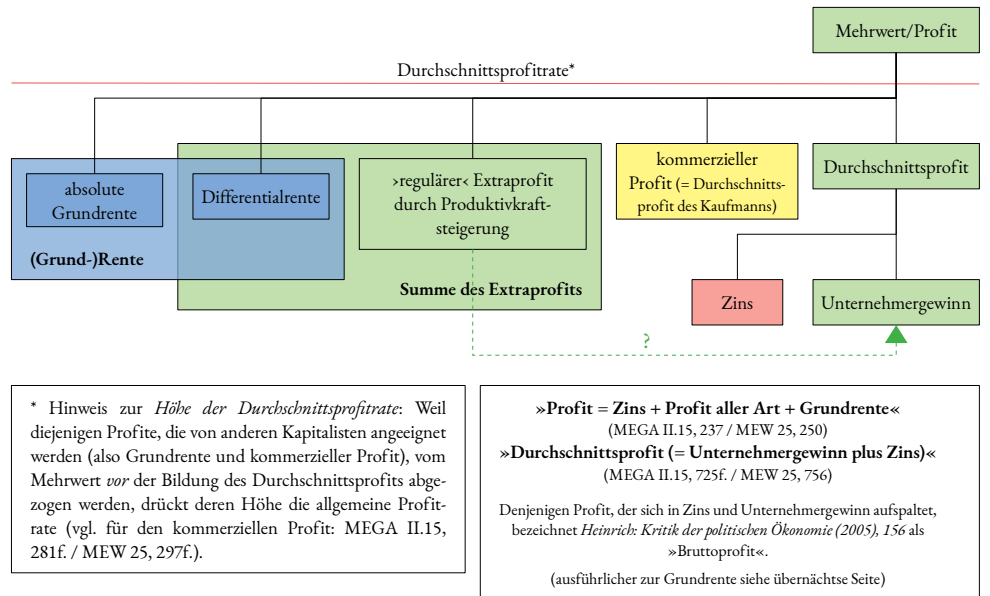 Mehrwert/Profit
Durchschnittsprofitrate*
absolute
Grundrente
Differentialrente
›regulärer‹ Extraprofit
durch Produktivkraft-
steigerung
kommerzieller
Profit (= Durchschnitts-
profit des Kaufmanns)
Durchschnittsprofit
(Grund-)Rente
Summe des Extraprofits
Zins
Unternehmergewinn
?
* Hinweis zur Höhe der Durchschnittsprofitrate: Weil
diejenigen Profite, die von anderen Kapitalisten angeeignet
werden (also Grundrente und kommerzieller Profit), vom
Mehrwert vor der Bildung des Durchschnittsprofits abge-
zogen werden, drückt deren Höhe die allgemeine Profit-
rate (vgl. für den kommerziellen Profit: MEGA II.15,
281f. / MEW 25, 297f.).
»Profit = Zins + Profit aller Art + Grundrente«
(MEGA II.15, 237 / MEW 25, 250)
»Durchschnittsprofit (= Unternehmergewinn plus Zins)«
(MEGA II.15, 725f. / MEW 25, 756)
Denjenigen Profit, der sich in Zins und Unternehmergewinn aufspaltet,
bezeichnet Heinrich: Kritik der politischen Ökonomie (2005), 156 als
»Bruttoprofit«.
(ausführlicher zur Grundrente siehe übernächtse Seite)